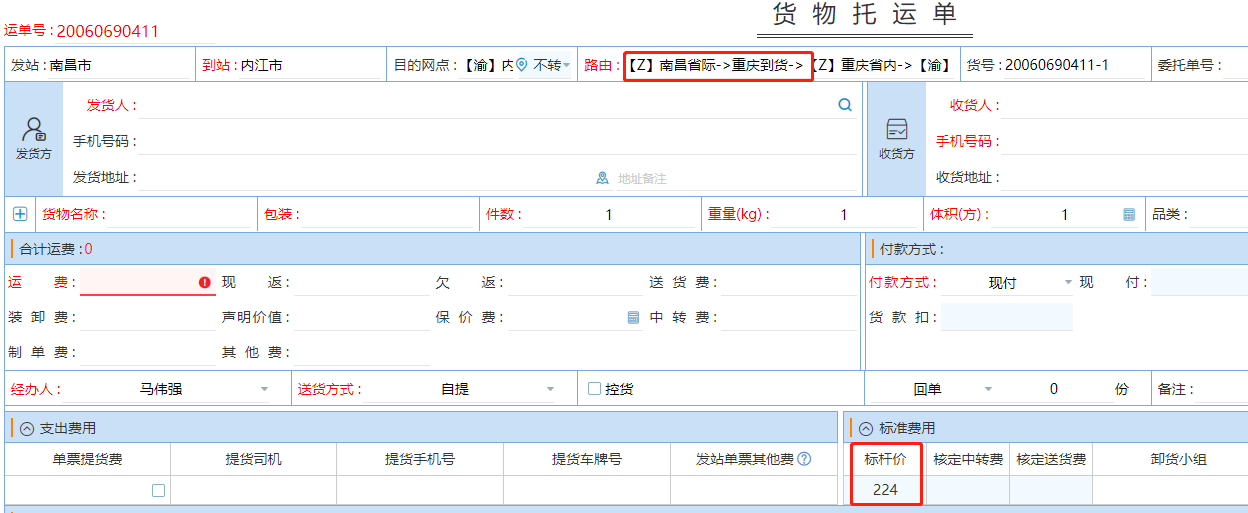 货 物 托 运 单
运单号: 20060690411
发站: 南昌市 到站: 内江市 目的网点: 【渝】内 不转 路由: 【Z】南昌省际->重庆到货->【Z】重庆省内->【渝】 货号: 20060690411-1 委托单号:
发货方 发货人: 收货方 收货人:
手机号码: 手机号码:
发货地址: 地址备注 收货地址:
货物名称: 包装: 件数: 1 重量(kg): 1 体积(方): 1 品类:
合计运费:0 付款方式:
运 费: 现 返: 欠 返: 送 货 费: 付款方式: 现付 现 付:
装 卸 费: 声明价值: 保 价 费: 中 转 费: 货 款 扣:
制 单 费: 其 他 费:
经办人: 马伟强 送货方式: 自提 控货 回单 0 份 备注:
支出费用 标准费用
单票提货费 提货司机 提货手机号 提货车牌号 发站单票其他费 标杆价 核定中转费 核定送货费 卸货小组
224